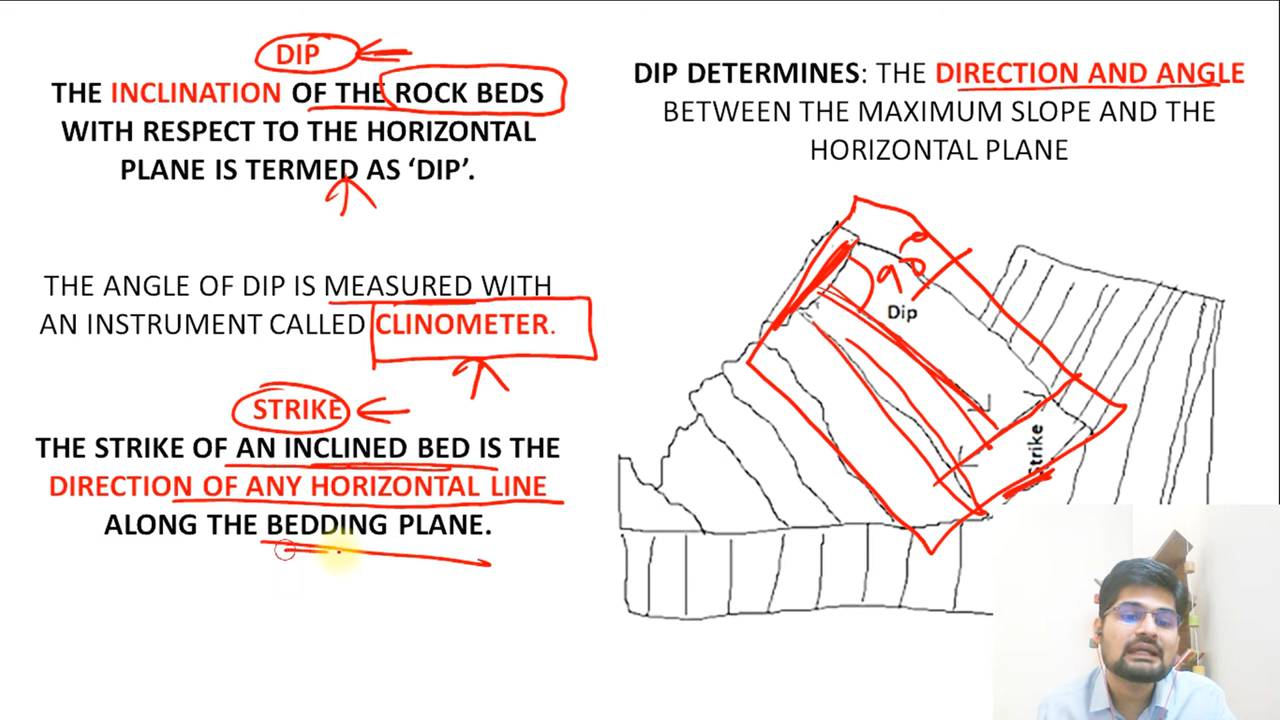 DIP
THE INCLINATION OF THE ROCK BEDS
WITH RESPECT TO THE HORIZONTAL
PLANE IS TERMED AS ‘DIP’.
THE ANGLE OF DIP IS MEASURED WITH
AN INSTRUMENT CALLED CLINOMETER.
STRIKE
THE STRIKE OF AN INCLINED BED IS THE
DIRECTION OF ANY HORIZONTAL LINE
ALONG THE BEDDING PLANE.
DIP DETERMINES: THE DIRECTION AND ANGLE
BETWEEN THE MAXIMUM SLOPE AND THE
HORIZONTAL PLANE
90°
Dip
Strike